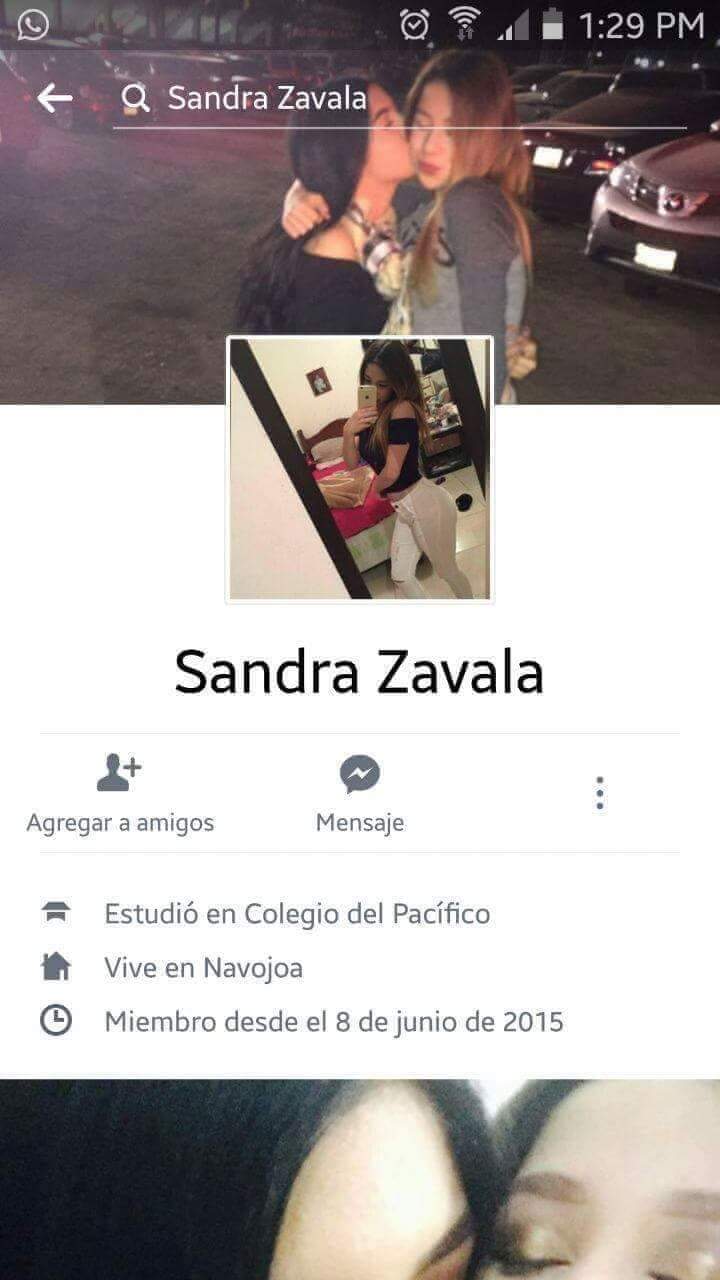 1:29 PM
Sandra Zavala
Sandra Zavala
Agregar a amigos
Mensaje
Estudió en Colegio del Pacífico
Vive en Navojoa
Miembro desde el 8 de junio de 2015